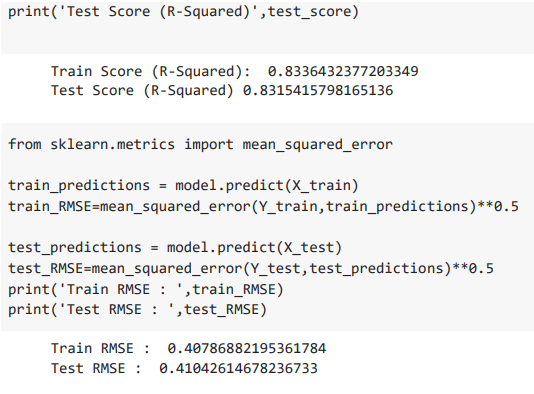 print('Test Score (R-Squared)',test_score)
Train Score (R-Squared):  0.8336432377203349
Test Score (R-Squared) 0.8315415798165136
from sklearn.metrics import mean_squared_error
train_predictions = model.predict(X_train)
train_RMSE=mean_squared_error(Y_train,train_predictions)**0.5
test_predictions = model.predict(X_test)
test_RMSE=mean_squared_error(Y_test,test_predictions)**0.5
print('Train RMSE : ',train_RMSE)
print('Test RMSE : ',test_RMSE)
Train RMSE :  0.40786882195361784
Test RMSE :  0.41042614678236733